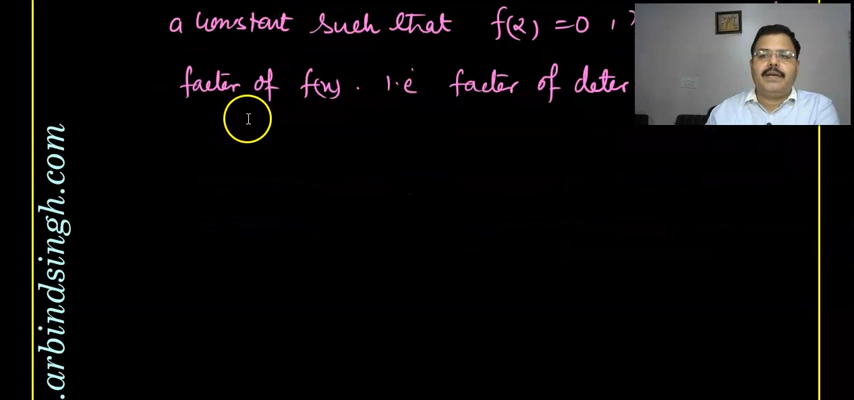 a constant such that f(α) = 0 ,
factor of f(x) . i.e factor of deter
.arbindsingh.com